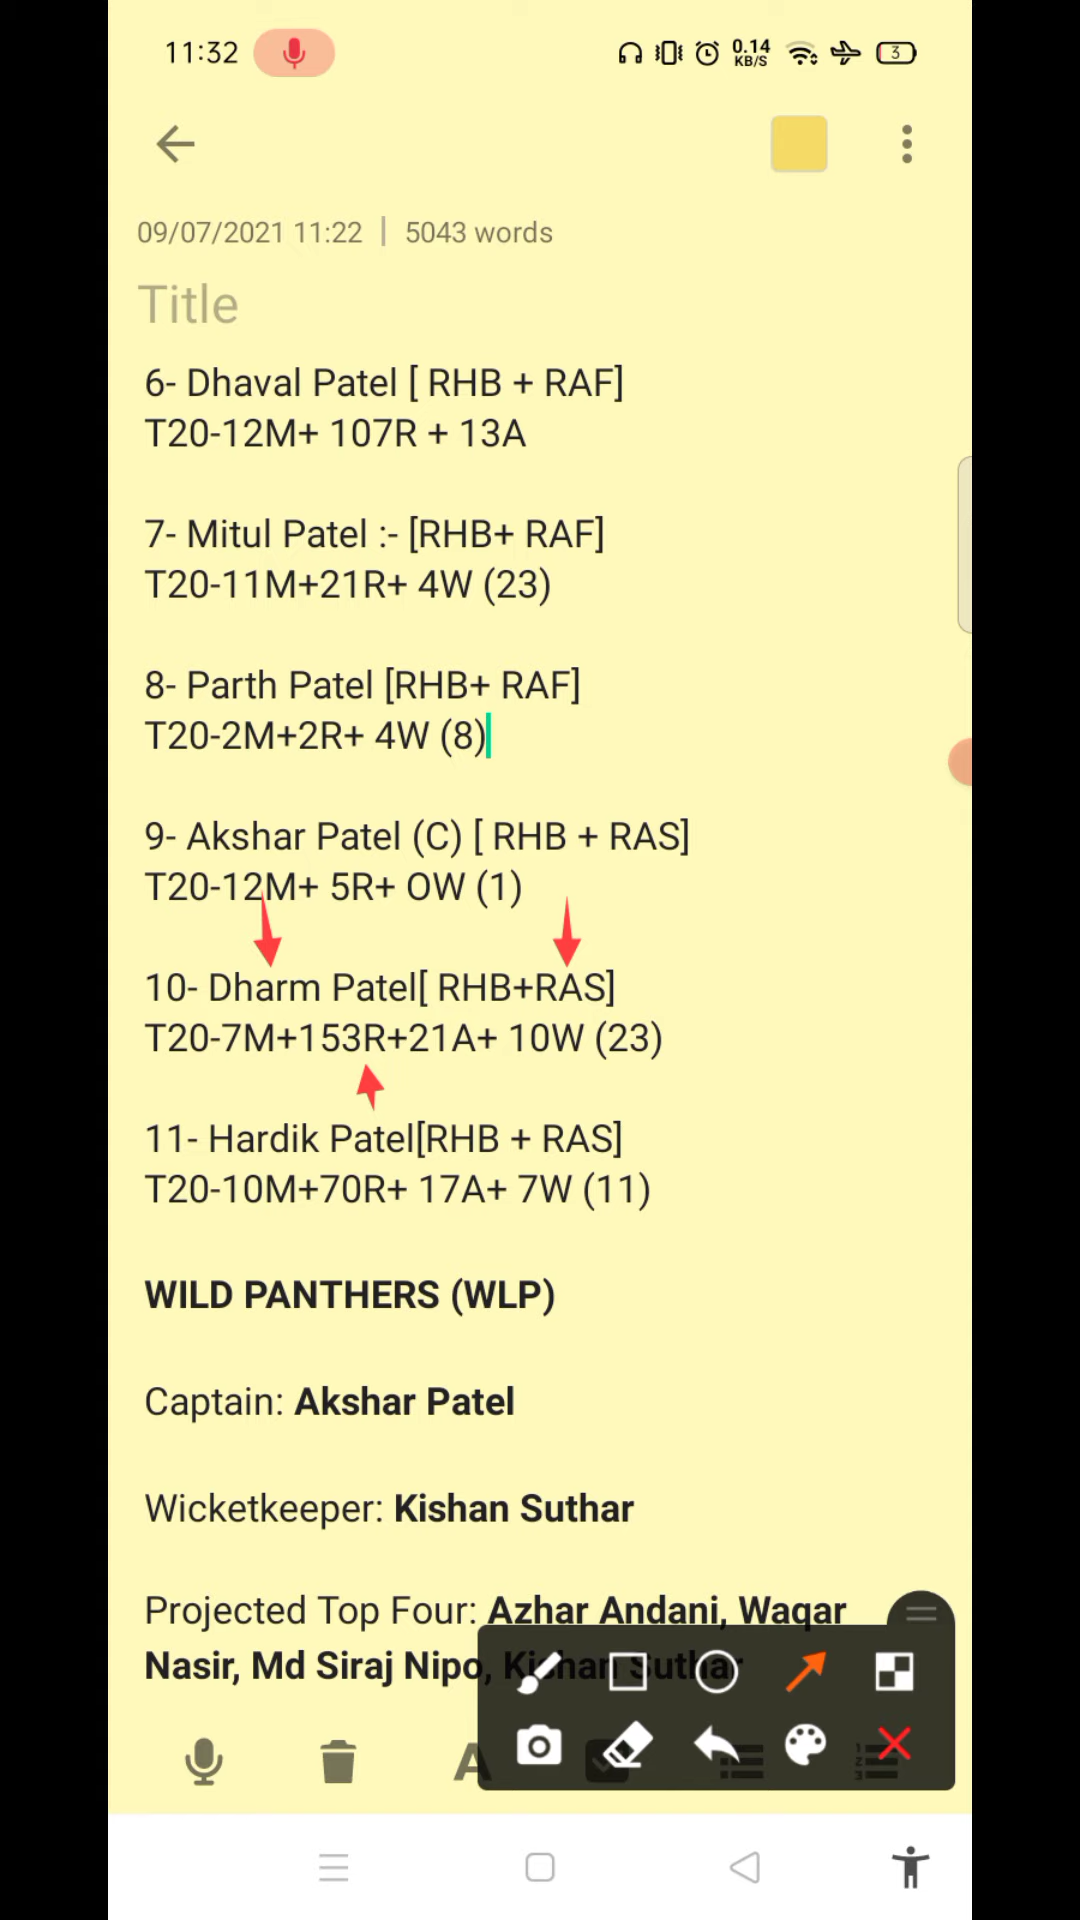 11:32
0.14
KB/S
3
09/07/2021 11:22 | 5043 words
Title
6- Dhaval Patel [ RHB + RAF]
T20-12M+ 107R + 13A
7- Mitul Patel :- [RHB+ RAF]
T20-11M+21R+ 4W (23)
8- Parth Patel [RHB+ RAF]
T20-2M+2R+ 4W (8)
9- Akshar Patel (C) [ RHB + RAS]
T20-12M+ 5R+ OW (1)
10- Dharm Patel[ RHB+RAS]
T20-7M+153R+21A+ 10W (23)
11- Hardik Patel[RHB + RAS]
T20-10M+70R+ 17A+ 7W (11)
WILD PANTHERS (WLP)
Captain: Akshar Patel
Wicketkeeper: Kishan Suthar
Projected Top Four: Azhar Andani, Waqar
Nasir, Md Siraj Nipo, Kishan Suthar
A